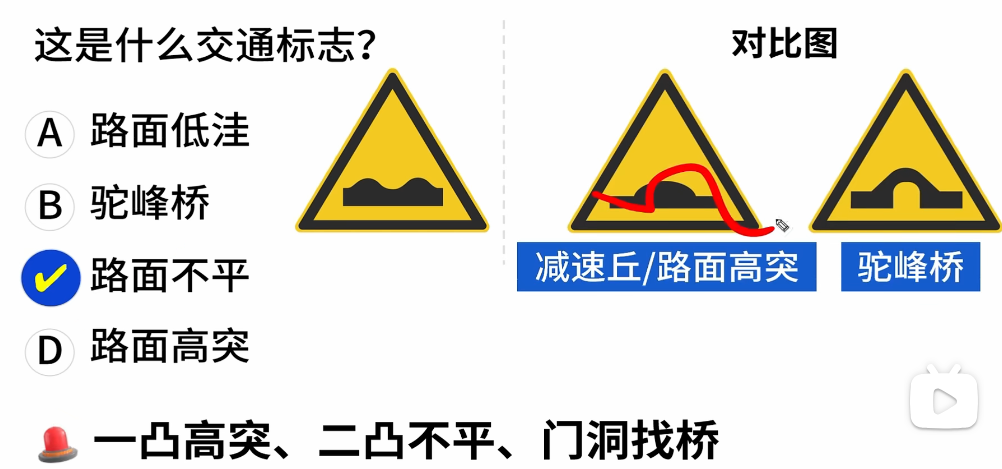 这是什么交通标志？
A 路面低洼
B 驼峰桥
路面不平
D 路面高突
对比图
减速丘/路面高突
驼峰桥
一凸高突、二凸不平、门洞找桥